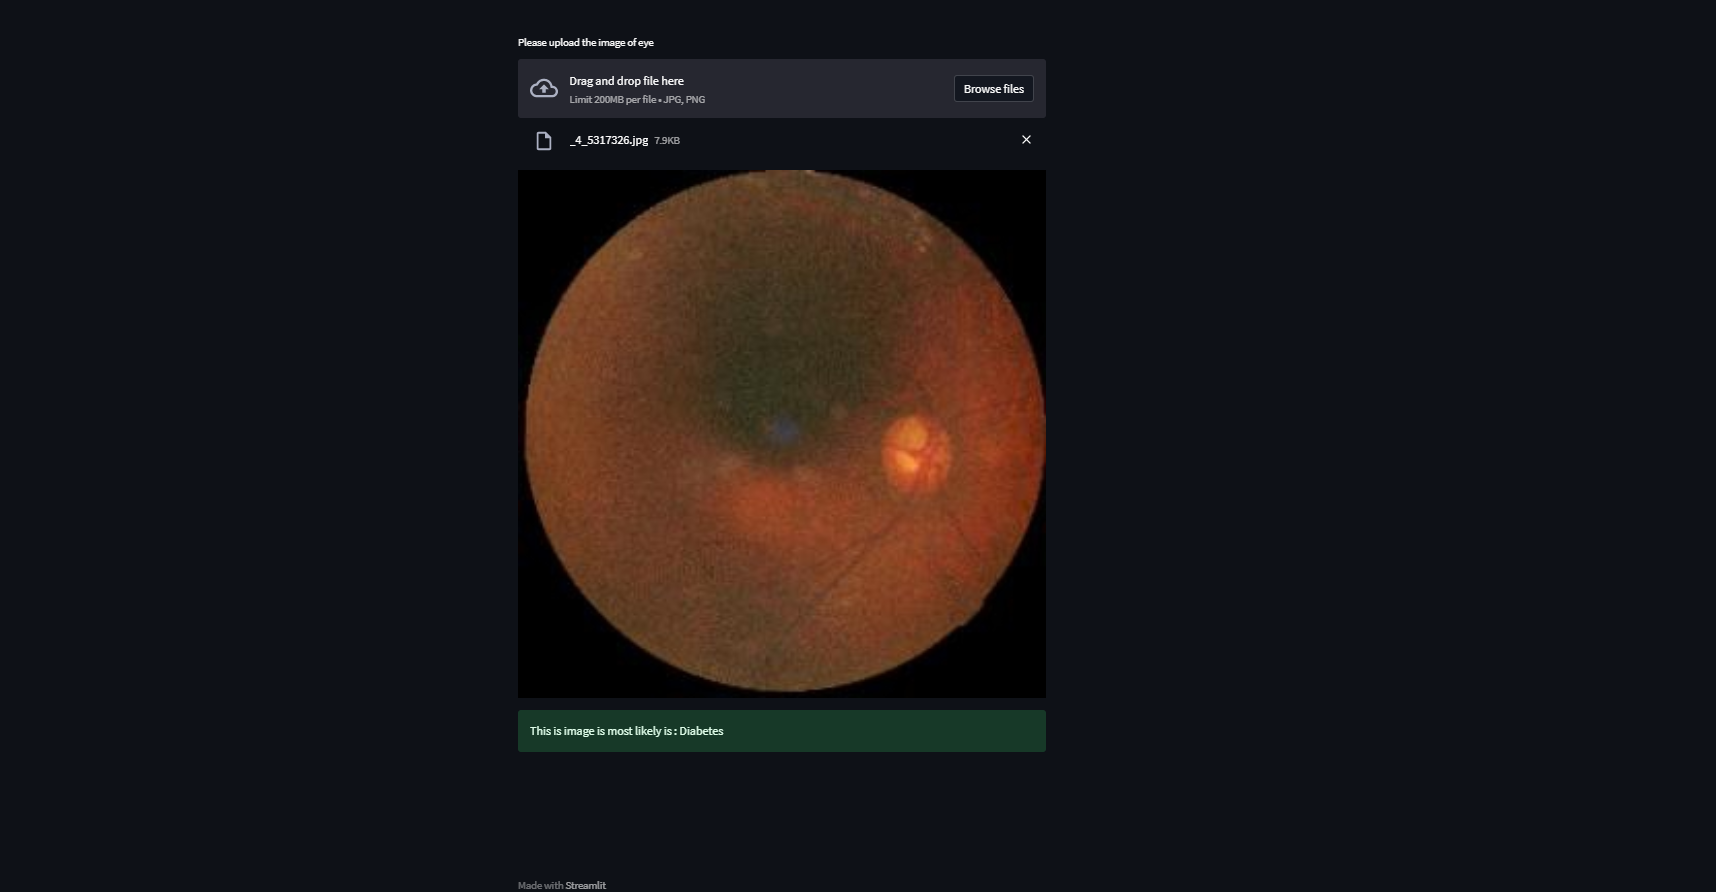 Please upload the image of eye
Drag and drop file here
Limit 200MB per file • JPG, PNG
Browse files
_4_5317326.jpg 7.9KB
This is image is most likely is : Diabetes
Made with Streamlit